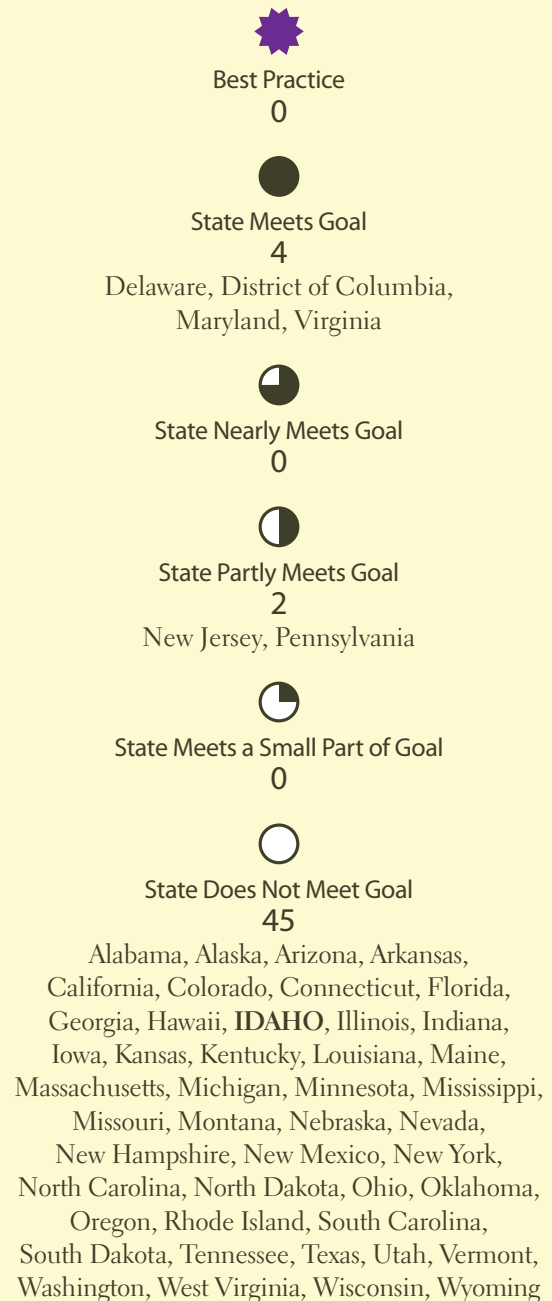 Best Practice
0
State Meets Goal
4
Delaware, District of Columbia,
Maryland, Virginia
State Nearly Meets Goal
0
State Partly Meets Goal
2
New Jersey, Pennsylvania
State Meets a Small Part of Goal
0
State Does Not Meet Goal
45
Alabama, Alaska, Arizona, Arkansas,
California, Colorado, Connecticut, Florida,
Georgia, Hawaii, IDAHO, Illinois, Indiana,
Iowa, Kansas, Kentucky, Louisiana, Maine,
Massachusetts, Michigan, Minnesota, Mississippi,
Missouri, Montana, Nebraska, Nevada,
New Hampshire, New Mexico, New York,
North Carolina, North Dakota, Ohio, Oklahoma,
Oregon, Rhode Island, South Carolina,
South Dakota, Tennessee, Texas, Utah, Vermont,
Washington, West Virginia, Wisconsin, Wyoming